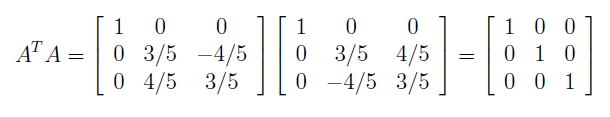 A^T A = [ 1 0 0 ; 0 3/5 −4/5 ; 0 4/5 3/5 ] [ 1 0 0 ; 0 3/5 4/5 ; 0 −4/5 3/5 ] = [ 1 0 0 ; 0 1 0 ; 0 0 1 ]